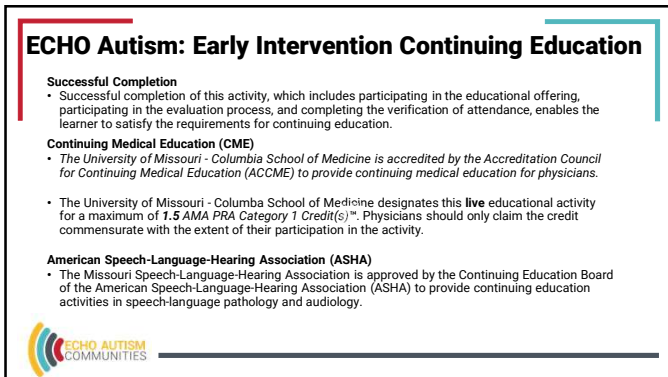 ECHO Autism: Early Intervention Continuing Education
Successful Completion
• Successful completion of this activity, which includes participating in the educational offering,
participating in the evaluation process, and completing the verification of attendance, enables the
learner to satisfy the requirements for continuing education.
Continuing Medical Education (CME)
• The University of Missouri - Columbia School of Medicine is accredited by the Accreditation Council
for Continuing Medical Education (ACCME) to provide continuing medical education for physicians.
• The University of Missouri - Columba School of Medicine designates this live educational activity
for a maximum of 1.5 AMA PRA Category 1 Credit(s)™. Physicians should only claim the credit
commensurate with the extent of their participation in the activity.
American Speech-Language-Hearing Association (ASHA)
• The Missouri Speech-Language-Hearing Association is approved by the Continuing Education Board
of the American Speech-Language-Hearing Association (ASHA) to provide continuing education
activities in speech-language pathology and audiology.
ECHO AUTISM
COMMUNITIES